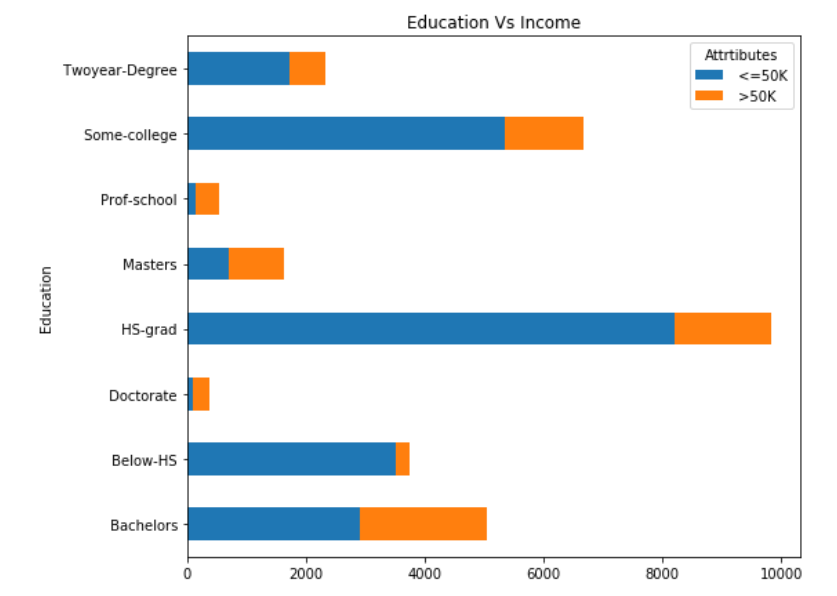 Education Vs Income
Attrtibutes
<=50K
>50K
Twoyear-Degree
Some-college
Prof-school
Masters
HS-grad
Doctorate
Below-HS
Bachelors
Education
0 2000 4000 6000 8000 10000